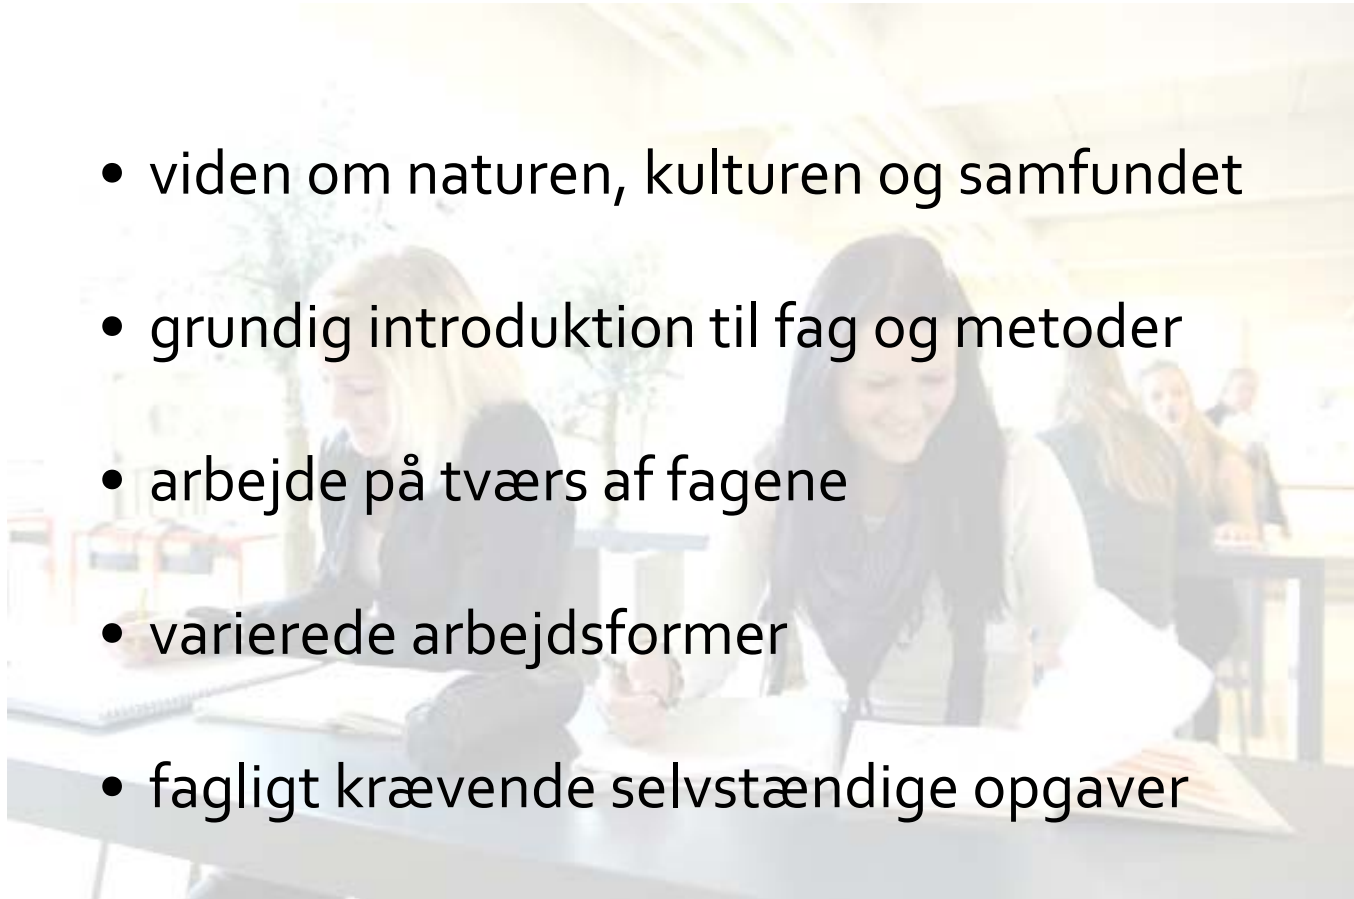 • viden om naturen, kulturen og samfundet
• grundig introduktion til fag og metoder
• arbejde på tværs af fagene
• varierede arbejdsformer
• fagligt krævende selvstændige opgaver